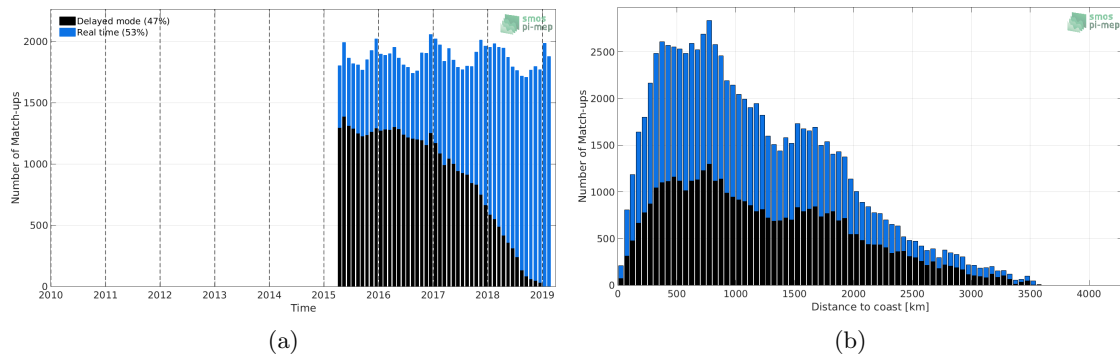 Delayed mode (47%)
Real time (53%)
smos
pi-mep
Number of Match-ups
2000
1500
1000
500
0
2010 2011 2012 2013 2014 2015 2016 2017 2018 2019
Time
(a)
smos
pi-mep
Number of Match-ups
2500
2000
1500
1000
500
0
0 500 1000 1500 2000 2500 3000 3500 4000
Distance to coast [km]
(b)